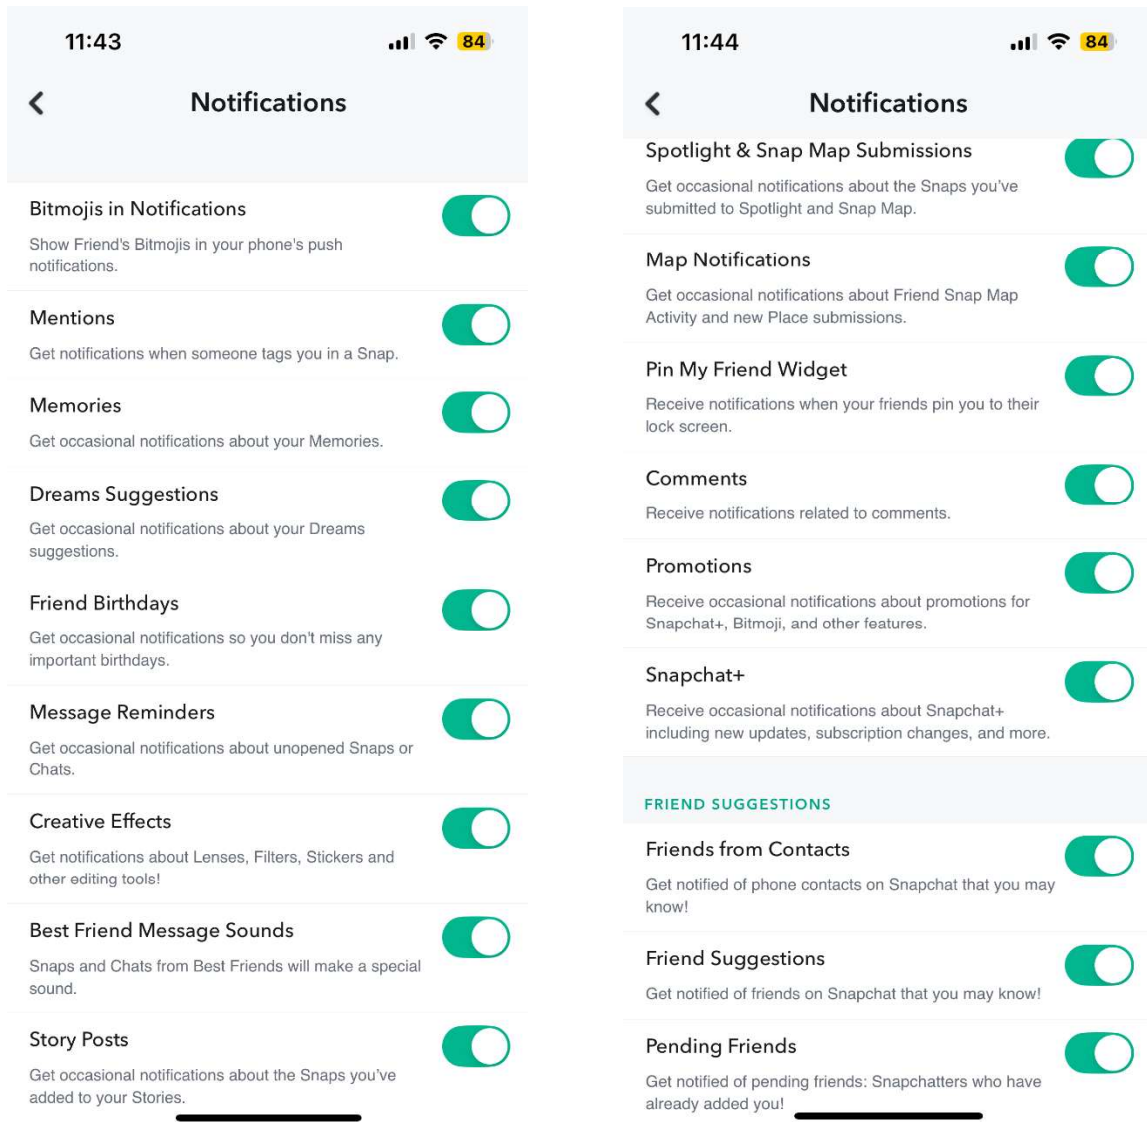 11:43
84
Notifications
Bitmojis in Notifications
Show Friend's Bitmojis in your phone's push
notifications.
Mentions
Get notifications when someone tags you in a Snap.
Memories
Get occasional notifications about your Memories.
Dreams Suggestions
Get occasional notifications about your Dreams
suggestions.
Friend Birthdays
Get occasional notifications so you don't miss any
important birthdays.
Message Reminders
Get occasional notifications about unopened Snaps or
Chats.
Creative Effects
Get notifications about Lenses, Filters, Stickers and
other editing tools!
Best Friend Message Sounds
Snaps and Chats from Best Friends will make a special
sound.
Story Posts
Get occasional notifications about the Snaps you've
added to your Stories.
11:44
84
Notifications
Spotlight & Snap Map Submissions
Get occasional notifications about the Snaps you've
submitted to Spotlight and Snap Map.
Map Notifications
Get occasional notifications about Friend Snap Map
Activity and new Place submissions.
Pin My Friend Widget
Receive notifications when your friends pin you to their
lock screen.
Comments
Receive notifications related to comments.
Promotions
Receive occasional notifications about promotions for
Snapchat+, Bitmoji, and other features.
Snapchat+
Receive occasional notifications about Snapchat+
including new updates, subscription changes, and more.
FRIEND SUGGESTIONS
Friends from Contacts
Get notified of phone contacts on Snapchat that you may
know!
Friend Suggestions
Get notified of friends on Snapchat that you may know!
Pending Friends
Get notified of pending friends: Snapchatters who have
already added you!